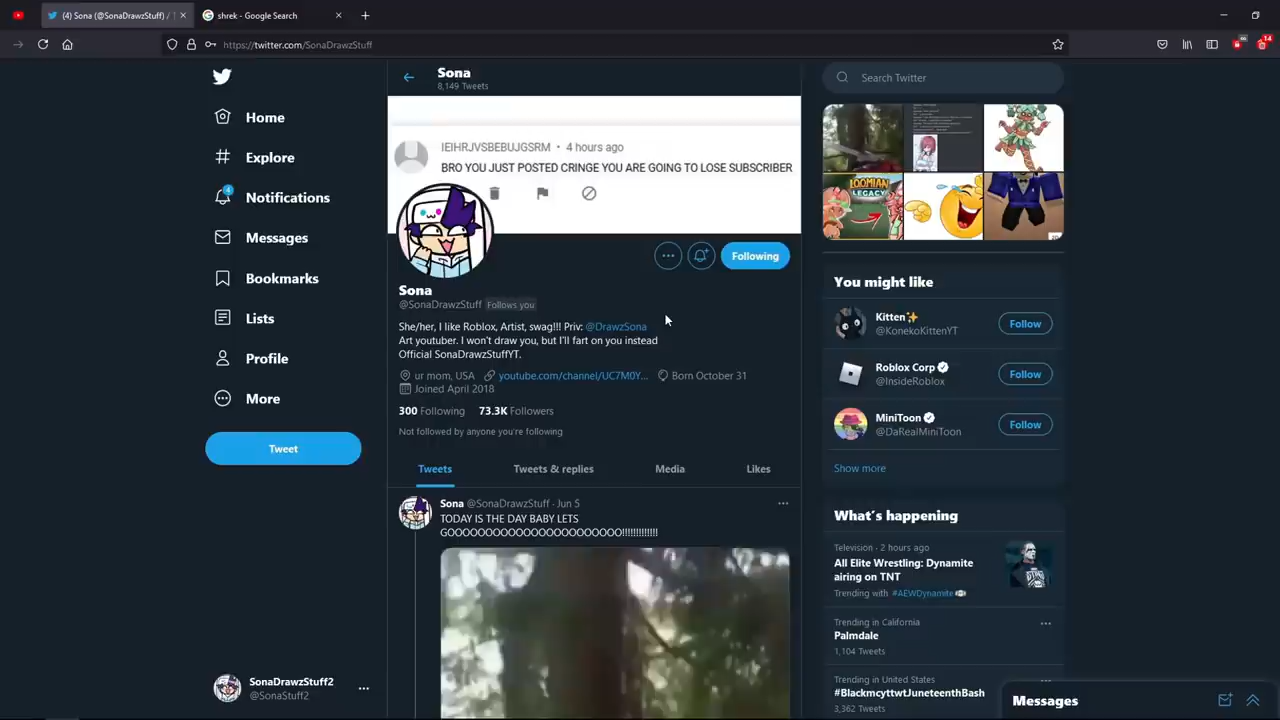 (4) Sona (@SonaDrawzStuff) /
shrek - Google Search
https://twitter.com/SonaDrawzStuff
14
Home
Explore
4
Notifications
Messages
Bookmarks
Lists
Profile
More
Tweet
SonaDrawzStuff2
@SonaStuff2
Sona
8,149 Tweets
IEIHRJVSBEBUJGSRM • 4 hours ago
BRO YOU JUST POSTED CRINGE YOU ARE GOING TO LOSE SUBSCRIBER
Following
Sona
@SonaDrawzStuff Follows you
She/her, I like Roblox, Artist, swag!!! Priv: @DrawzSona
Art youtuber. I won't draw you, but I'll fart on you instead
Official SonaDrawzStuffYT.
ur mom, USA youtube.com/channel/UC7M0Y... Born October 31
Joined April 2018
300 Following 73.3K Followers
Not followed by anyone you're following
Tweets Tweets & replies Media Likes
Sona @SonaDrawzStuff · Jun 5
TODAY IS THE DAY BABY LETS
GOOOOOOOOOOOOOOOOOOOOOOO!!!!!!!!!!!!!
Search Twitter
LOOMIAN
LEGACY
You might like
Kitten✨
@KonekoKittenYT
Follow
Roblox Corp
@InsideRoblox
Follow
MiniToon
@DaRealMiniToon
Follow
Show more
What's happening
Television · 2 hours ago
All Elite Wrestling: Dynamite
airing on TNT
Trending with #AEWDynamite
Trending in California
Palmdale
1,104 Tweets
Trending in United States
#BlackmcyttwtJuneteenthBash
3,362 Tweets
Messages